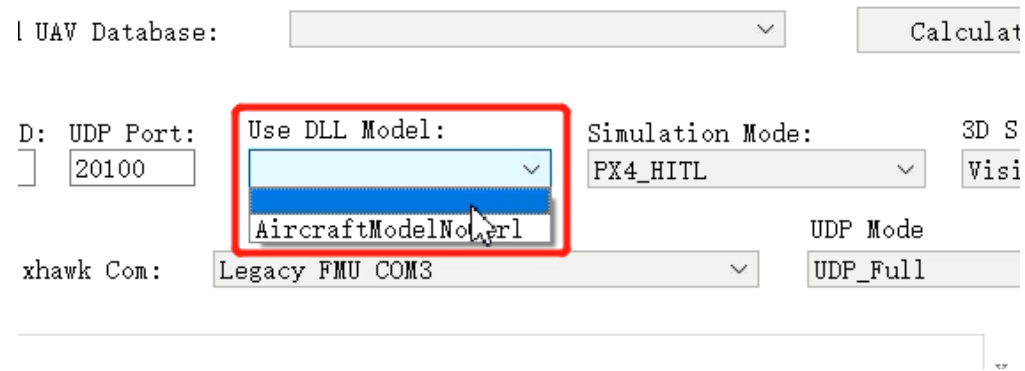 l UAV Database:
Calculat
D: UDP Port: Use DLL Model: Simulation Mode: 3D S
20100 PX4_HITL Visi
UDP Mode
xhawk Com: Legacy FMU COM3 UDP_Full